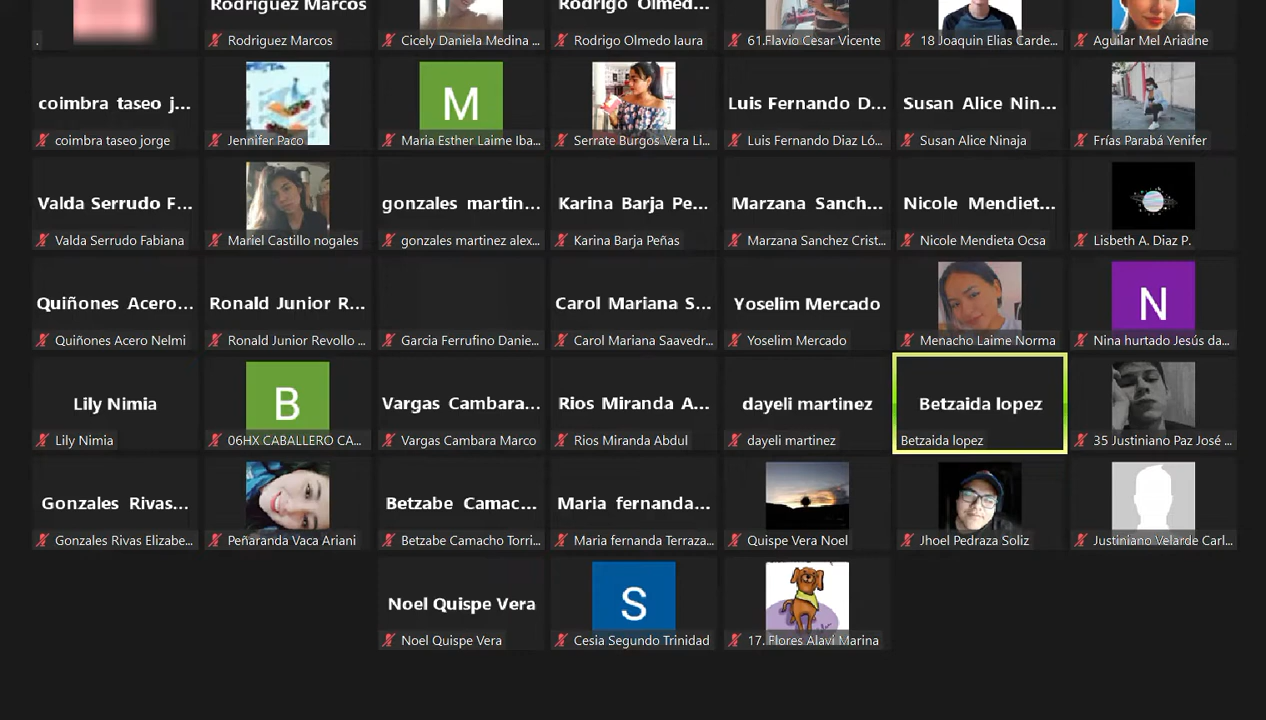 Rodriguez Marcos
Rodrigo Olmed...
.
Rodriguez Marcos
Cicely Daniela Medina ...
Rodrigo Olmedo laura
61.Flavio Cesar Vicente
18 Joaquin Elias Carde...
Aguilar Mel Ariadne
coimbra taseo j...
M
Luis Fernando D...
Susan Alice Nin...
coimbra taseo jorge
Jennifer Paco
Maria Esther Laime Iba...
Serrate Burgos Vera Li...
Luis Fernando Diaz Ló...
Susan Alice Ninaja
Frías Parabá Yenifer
Valda Serrudo F...
gonzales martin...
Karina Barja Pe...
Marzana Sanch...
Nicole Mendiet...
Valda Serrudo Fabiana
Mariel Castillo nogales
gonzales martinez alex...
Karina Barja Peñas
Marzana Sanchez Crist...
Nicole Mendieta Ocsa
Lisbeth A. Diaz P.
Quiñones Acero...
Ronald Junior R...
Carol Mariana S...
Yoselim Mercado
N
Quiñones Acero Nelmi
Ronald Junior Revollo ...
Garcia Ferrufino Danie...
Carol Mariana Saavedr...
Yoselim Mercado
Menacho Laime Norma
Nina hurtado Jesús da...
Lily Nimia
B
Vargas Cambara...
Rios Miranda A...
dayeli martinez
Betzaida lopez
Lily Nimia
06HX CABALLERO CA...
Vargas Cambara Marco
Rios Miranda Abdul
dayeli martinez
Betzaida lopez
35 Justiniano Paz José ...
Gonzales Rivas...
Betzabe Camac...
Maria fernanda...
Gonzales Rivas Elizabe...
Peñaranda Vaca Ariani
Betzabe Camacho Torri...
Maria fernanda Terraza...
Quispe Vera Noel
Jhoel Pedraza Soliz
Justiniano Velarde Carl...
Noel Quispe Vera
S
Noel Quispe Vera
Cesia Segundo Trinidad
17. Flores Alaví Marina